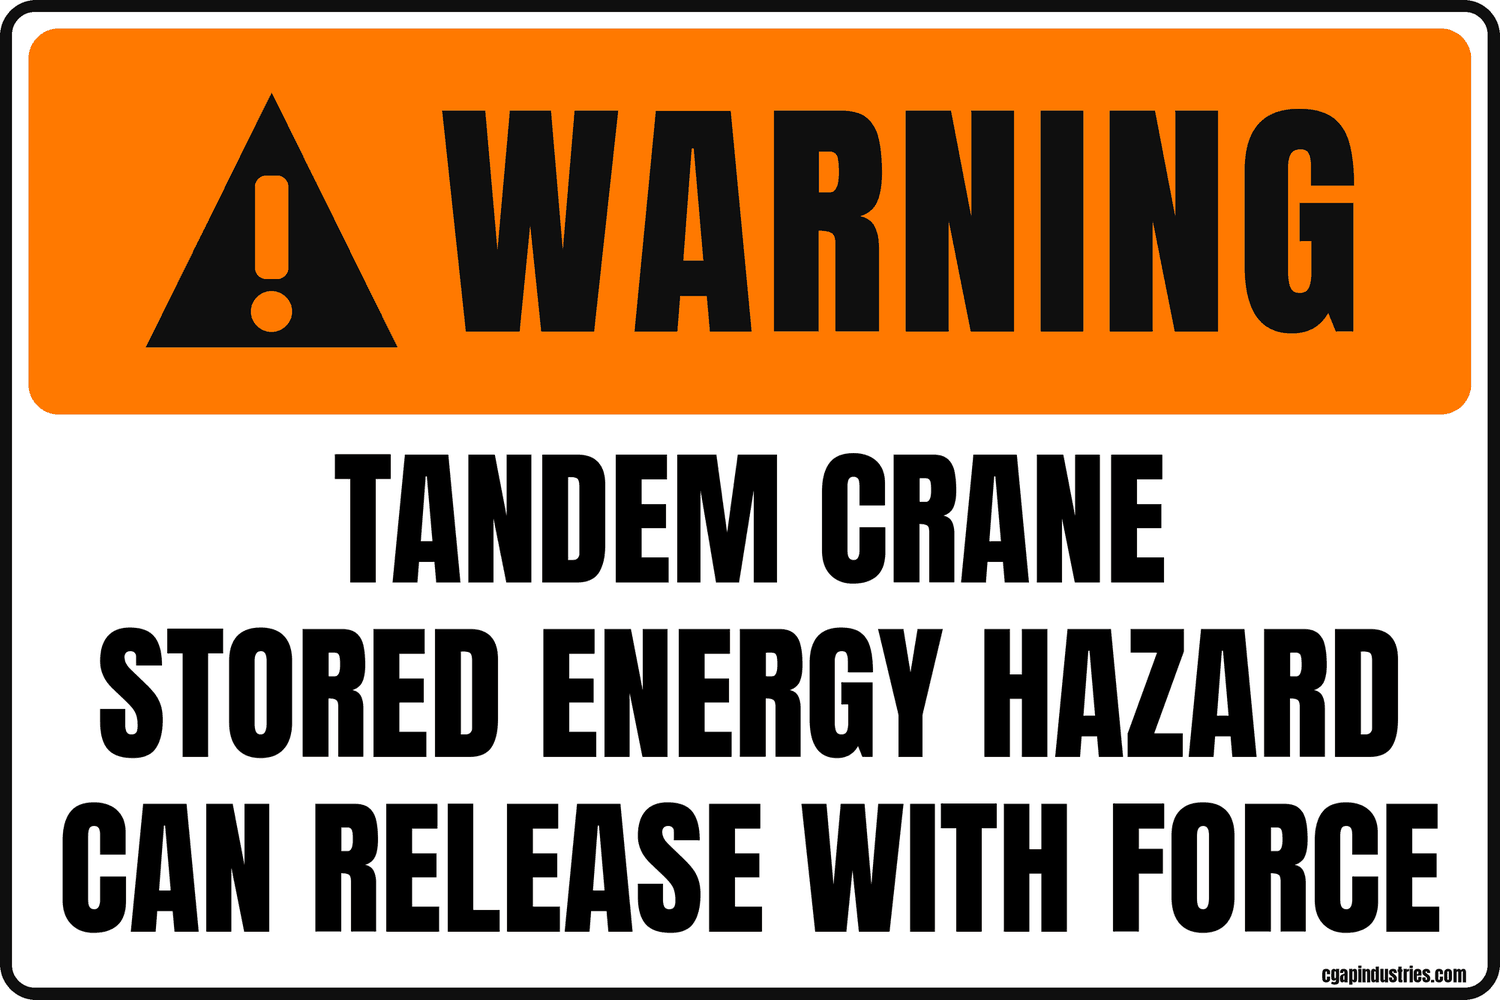 WARNING
TANDEM CRANE
STORED ENERGY HAZARD
CAN RELEASE WITH FORCE
cgapindustries.com